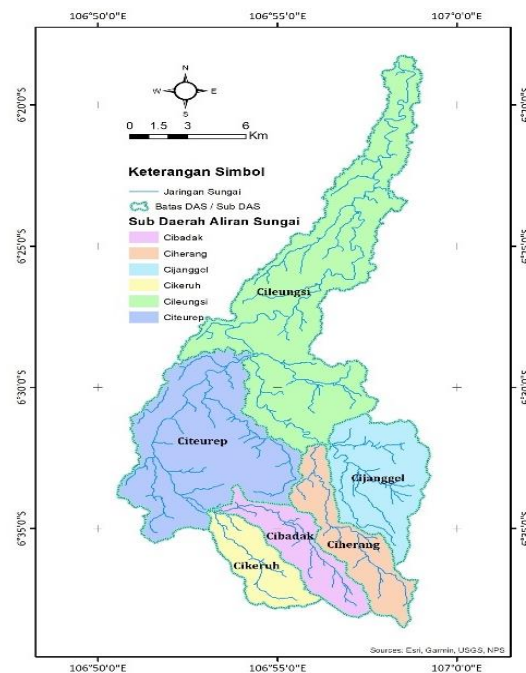 106°50'0"E 106°55'0"E 107°0'0"E
N
W E
S
0 1.5 3 6
Km
Keterangan Simbol
Jaringan Sungai
Batas DAS / Sub DAS
Sub Daerah Aliran Sungai
Cibadak
Ciherang
Cijanggel
Cikeruh
Cileungsi
Citeurep
6°20'0"S
6°25'0"S
6°30'0"S
6°35'0"S
Cileungsi
Citeurep
Cijanggel
Cibadak
Ciherang
Cikeruh
Sources: Esri, Garmin, USGS, NPS
106°50'0"E 106°55'0"E 107°0'0"E